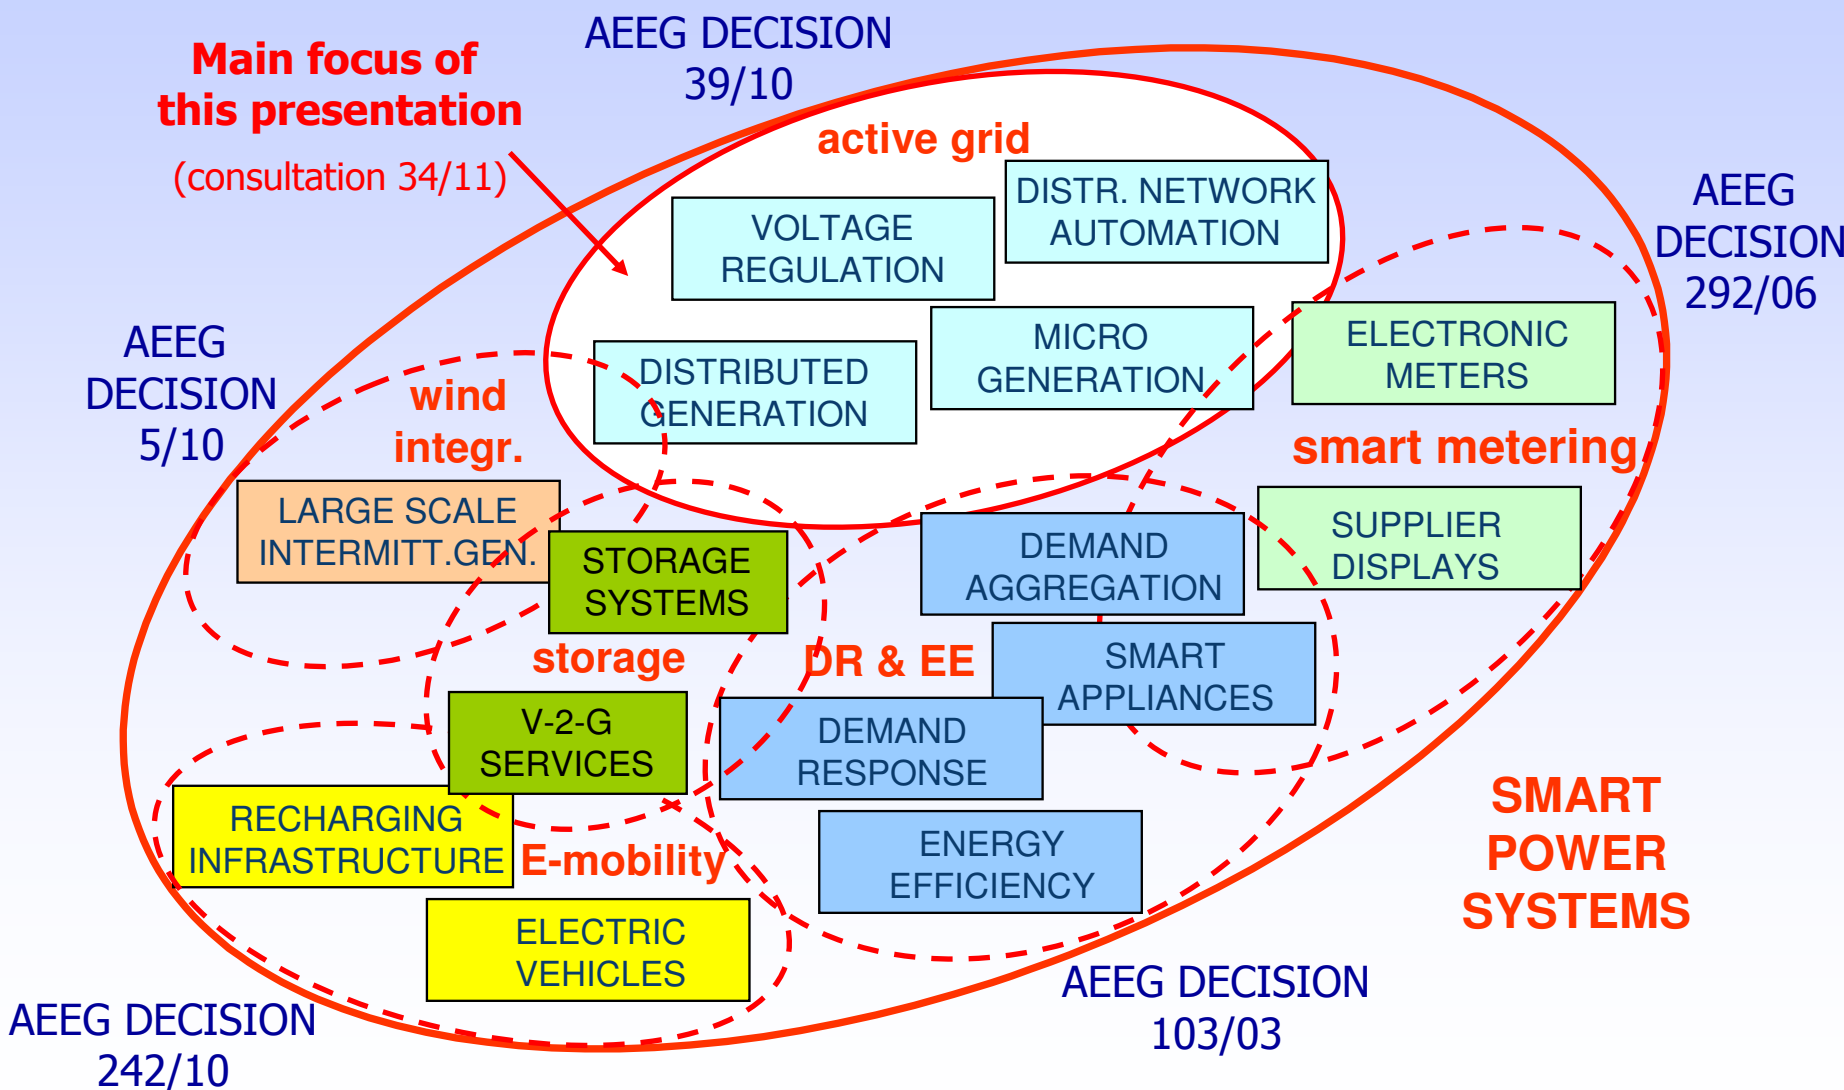 AEEG DECISION
39/10
Main focus of
this presentation
(consultation 34/11)
active grid
DISTR. NETWORK
AUTOMATION
VOLTAGE
REGULATION
AEEG
DECISION
292/06
MICRO
GENERATION
ELECTRONIC
METERS
AEEG
DECISION
5/10
DISTRIBUTED
GENERATION
wind
integr.
smart metering
LARGE SCALE
INTERMITT.GEN.
STORAGE
SYSTEMS
DEMAND
AGGREGATION
SUPPLIER
DISPLAYS
storage
DR & EE
SMART
APPLIANCES
V-2-G
SERVICES
DEMAND
RESPONSE
RECHARGING
INFRASTRUCTURE
E-mobility
ENERGY
EFFICIENCY
SMART
POWER
SYSTEMS
ELECTRIC
VEHICLES
AEEG DECISION
103/03
AEEG DECISION
242/10